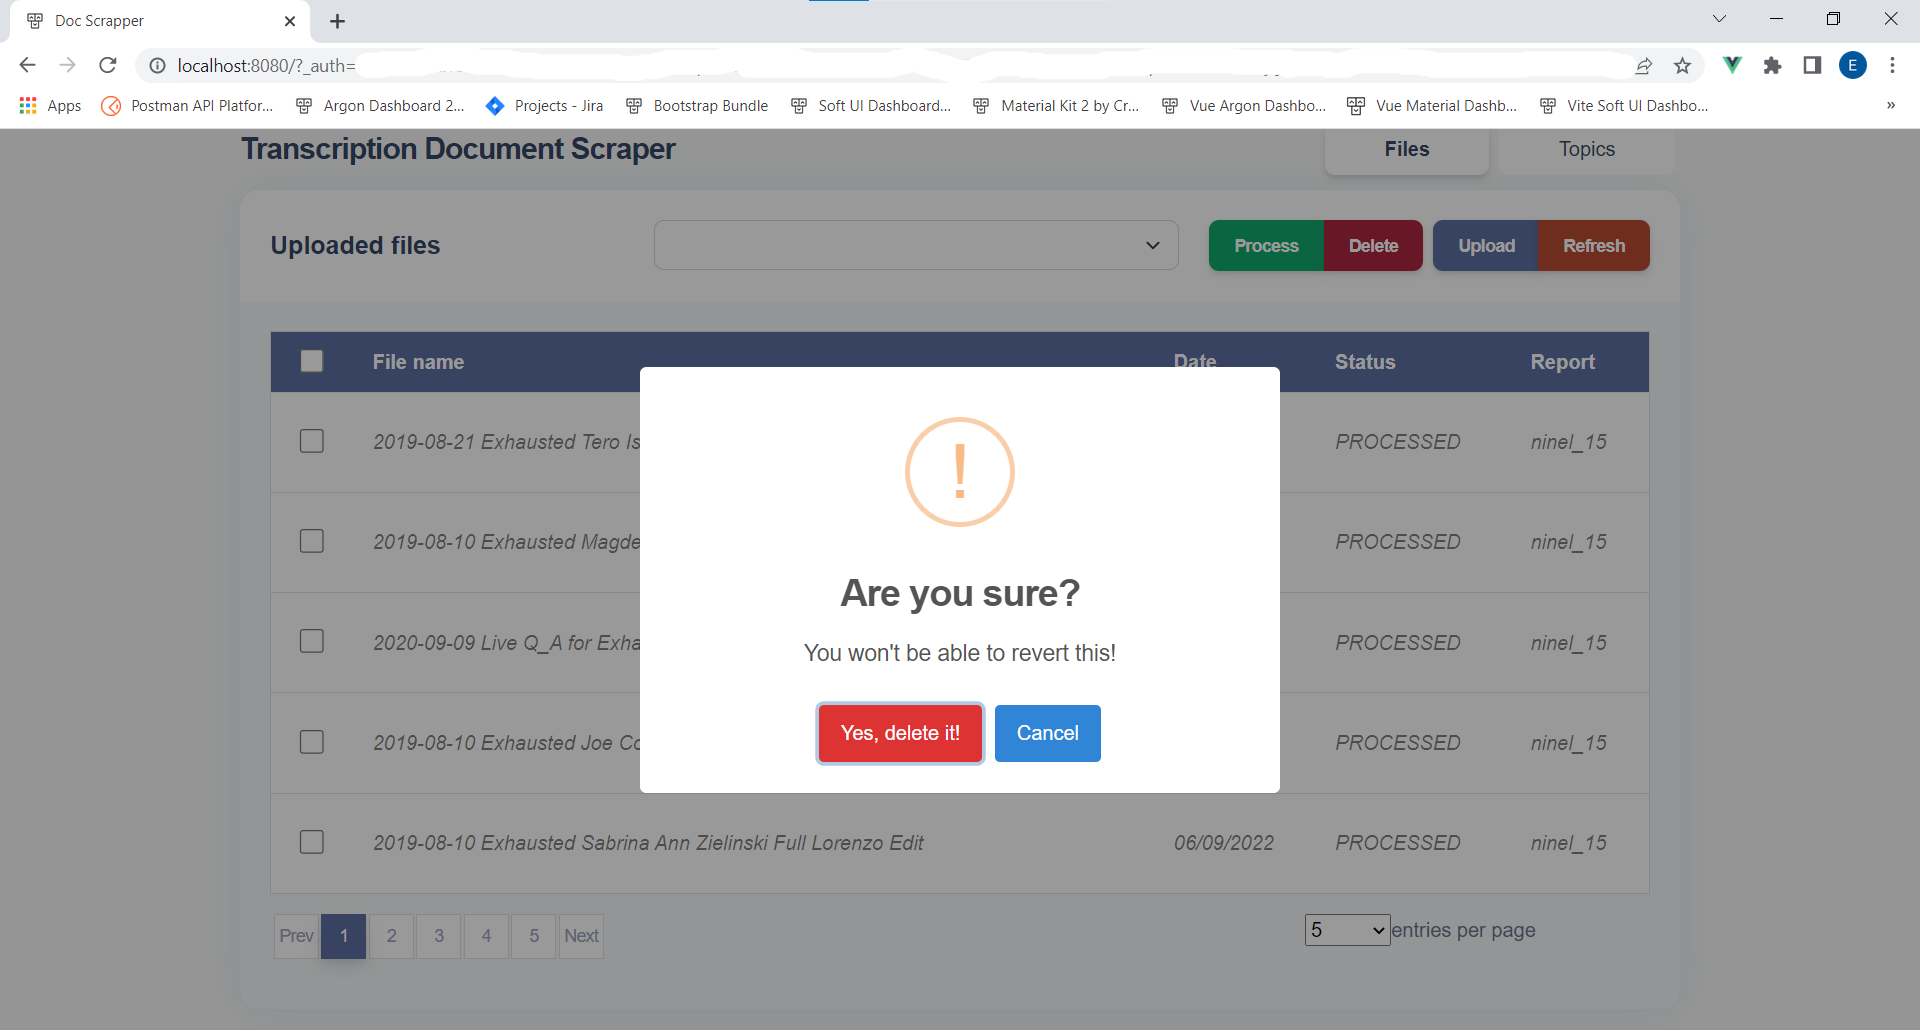 Doc Scrapper
localhost:8080/?_auth=
E
Apps
Postman API Platfor...
Argon Dashboard 2...
Projects - Jira
Bootstrap Bundle
Soft UI Dashboard...
Material Kit 2 by Cr...
Vue Argon Dashbo...
Vue Material Dashb...
Vite Soft UI Dashbo...
»
Transcription Document Scraper
Files
Topics
Uploaded files
Process
Delete
Upload
Refresh
File name Date Status Report
2019-08-21 Exhausted Tero Is PROCESSED ninel_15
2019-08-10 Exhausted Magde PROCESSED ninel_15
2020-09-09 Live Q_A for Exha PROCESSED ninel_15
2019-08-10 Exhausted Joe Co PROCESSED ninel_15
2019-08-10 Exhausted Sabrina Ann Zielinski Full Lorenzo Edit 06/09/2022 PROCESSED ninel_15
!
Are you sure?
You won't be able to revert this!
Yes, delete it!
Cancel
Prev 1 2 3 4 5 Next
5 entries per page